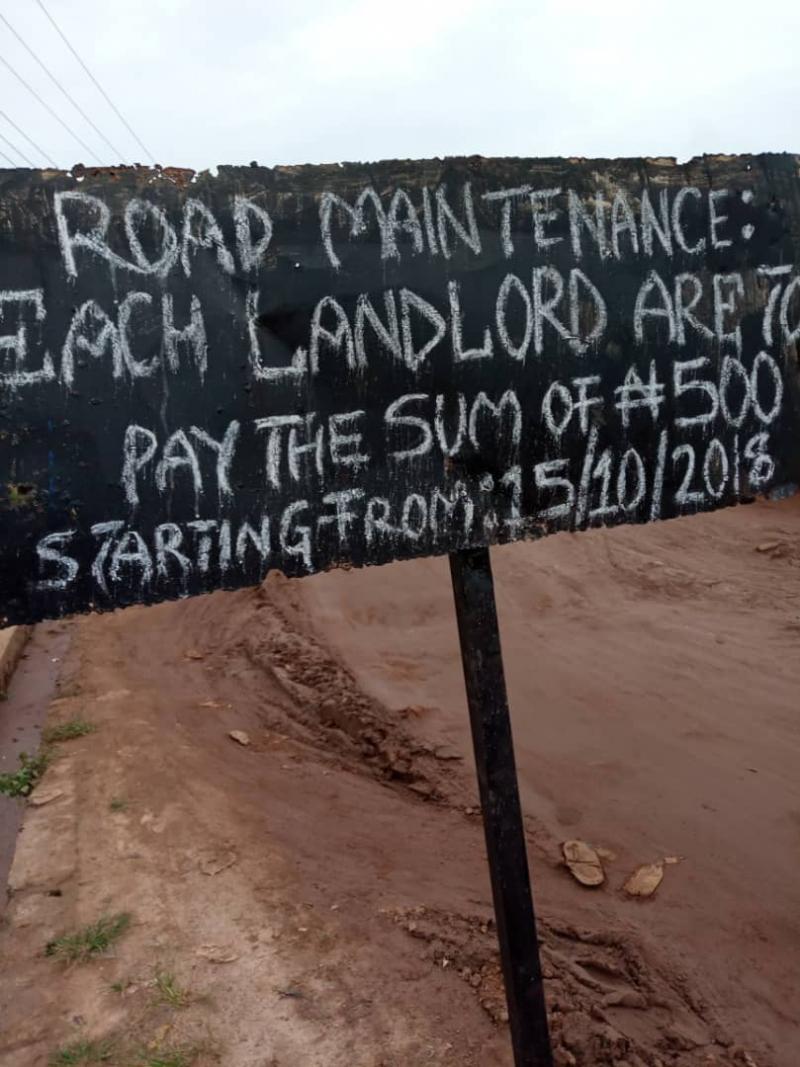 ROAD MAINTENANCE:
EACH LANDLORD ARE TO
PAY THE SUM OF ₦500
STARTING FROM: 15/10/2018